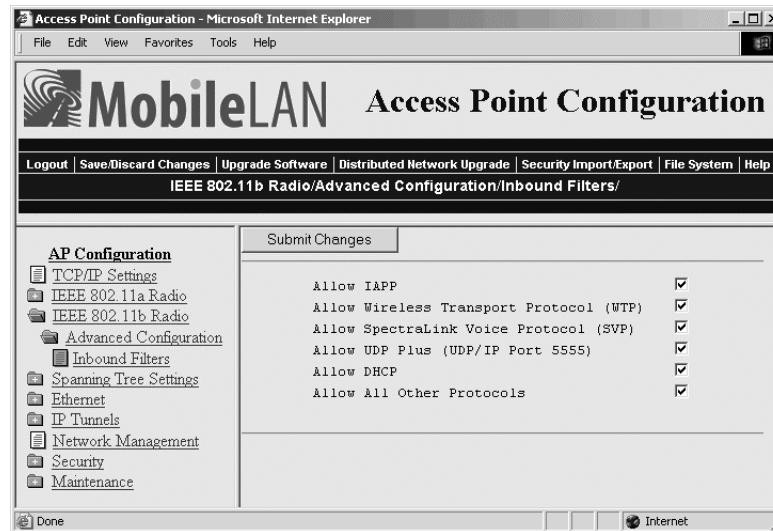 Access Point Configuration - Microsoft Internet Explorer
File Edit View Favorites Tools Help
MobileLAN Access Point Configuration
Logout | Save/Discard Changes | Upgrade Software | Distributed Network Upgrade | Security Import/Export | File System | Help
IEEE 802.11b Radio/Advanced Configuration/Inbound Filters/
AP Configuration
TCP/IP Settings
IEEE 802.11a Radio
IEEE 802.11b Radio
Advanced Configuration
Inbound Filters
Spanning Tree Settings
Ethernet
IP Tunnels
Network Management
Security
Maintenance
Submit Changes
Allow IAPP
Allow Wireless Transport Protocol (WTP)
Allow SpectraLink Voice Protocol (SVP)
Allow UDP Plus (UDP/IP Port 5555)
Allow DHCP
Allow All Other Protocols
Done Internet